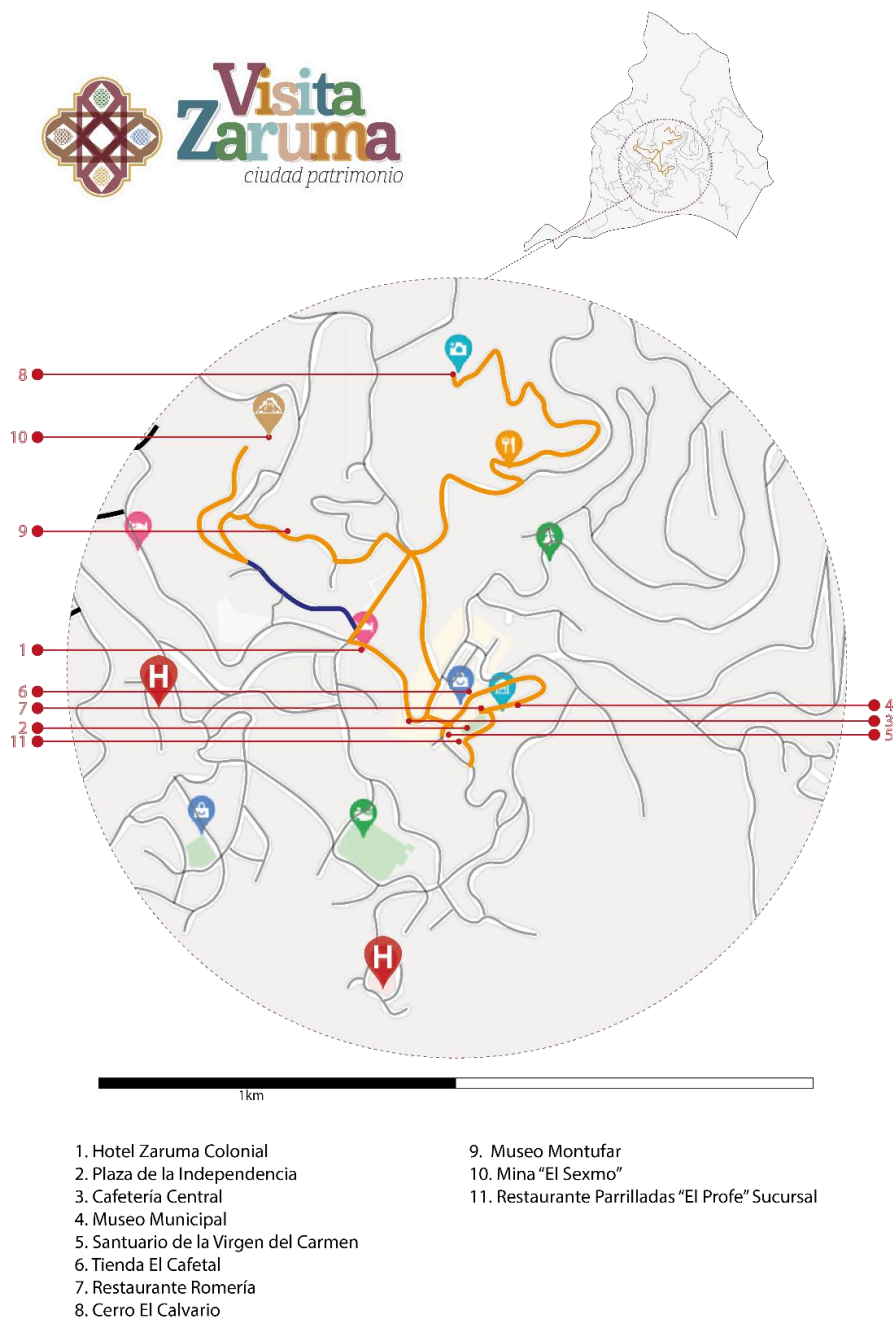 Visita
Zaruma
ciudad patrimonio
8
10
9
1
6
7
2
11
4
3
5
H
H
1km
1. Hotel Zaruma Colonial
2. Plaza de la Independencia
3. Cafetería Central
4. Museo Municipal
5. Santuario de la Virgen del Carmen
6. Tienda El Cafetal
7. Restaurante Romería
8. Cerro El Calvario
9. Museo Montufar
10. Mina “El Sexmo”
11. Restaurante Parrilladas “El Profe” Sucursal